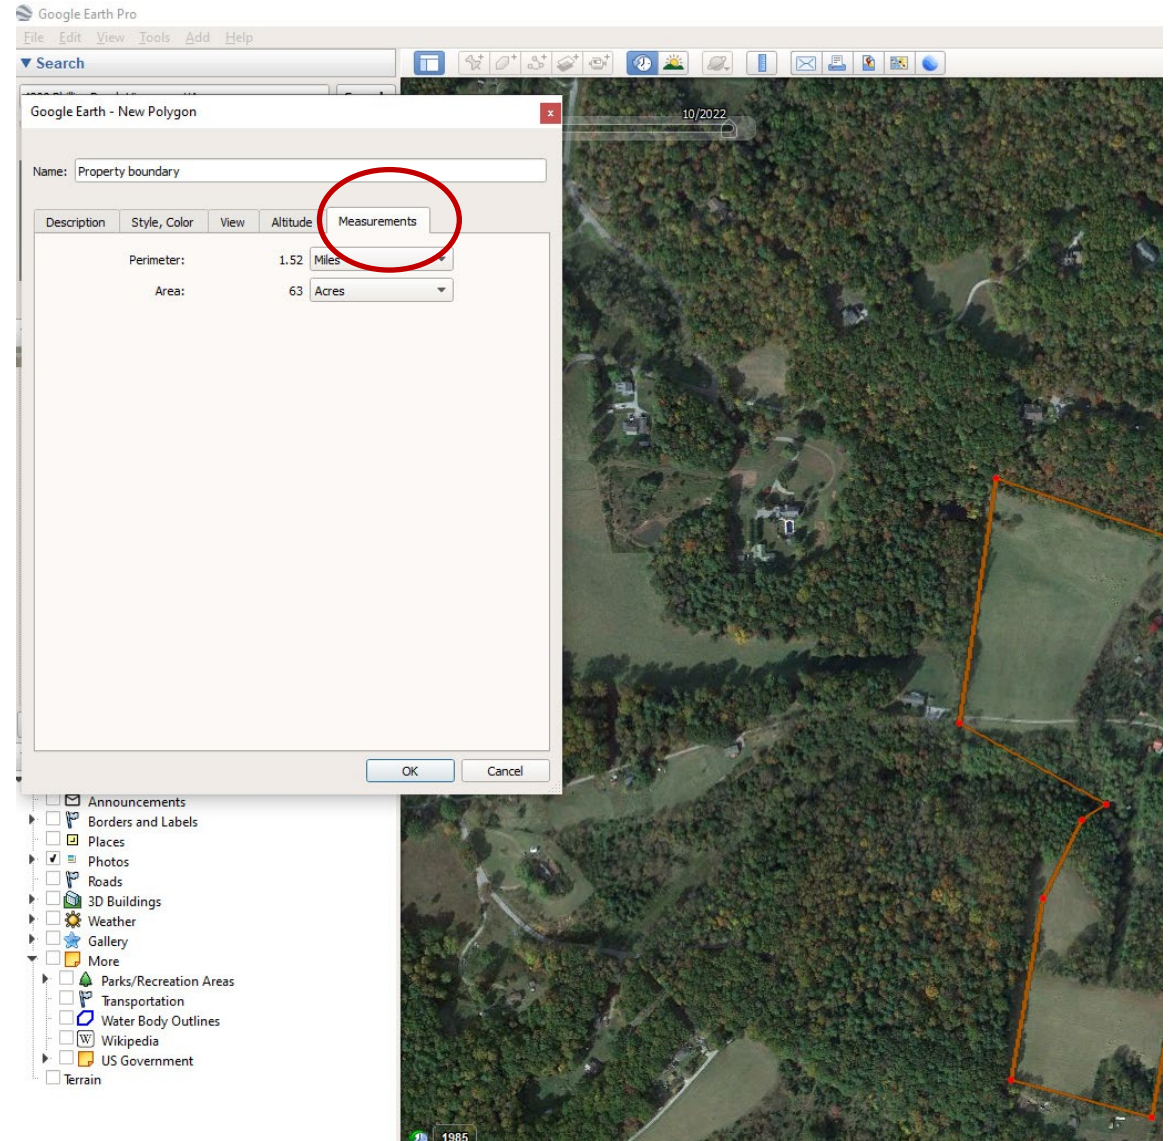 Google Earth Pro
File Edit View Tools Add Help
Search
10/2022
Google Earth - New Polygon
x
Name: Property boundary
Description Style, Color View Altitude Measurements
Perimeter: 1.52 Miles
Area: 63 Acres
OK Cancel
Announcements
Borders and Labels
Places
Photos
Roads
3D Buildings
Weather
Gallery
More
Parks/Recreation Areas
Transportation
Water Body Outlines
W Wikipedia
US Government
Terrain
1985